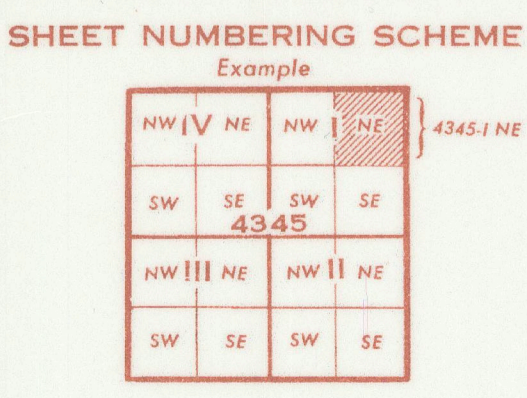 SHEET NUMBERING SCHEME
Example
NW IV NE NW I NE 4345-I NE
SW SE SW SE
4345
NW III NE NW II NE
SW SE SW SE